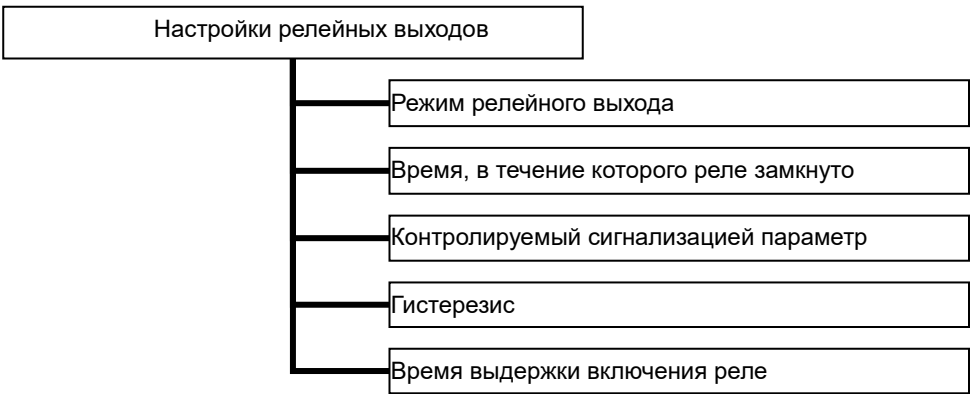 Настройки релейных выходов
Режим релейного выхода
Время, в течение которого реле замкнуто
Контролируемый сигнализацией параметр
Гистерезис
Время выдержки включения реле